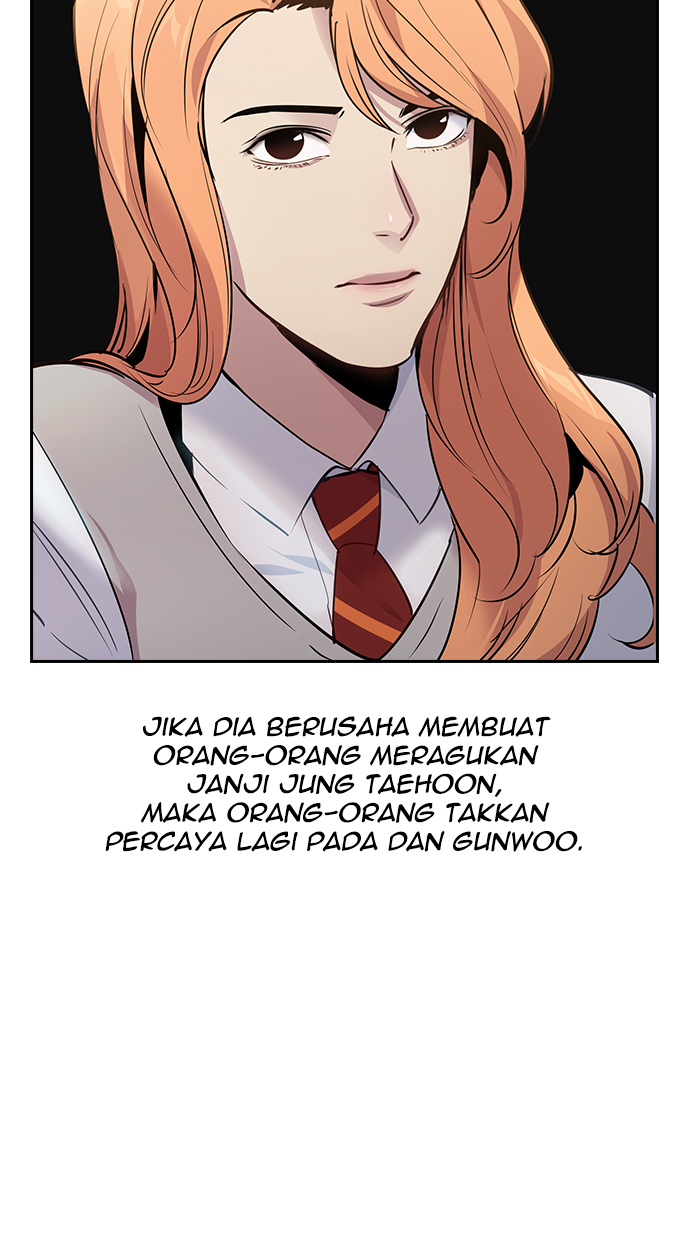 JIKA DIA BERUSAHA MEMBUAT
ORANG-ORANG MERAGUKAN
JANJI JUNG TAEHOON,
MAKA ORANG-ORANG TAKKAN
PERCAYA LAGI PADA DAN GUNWOO.